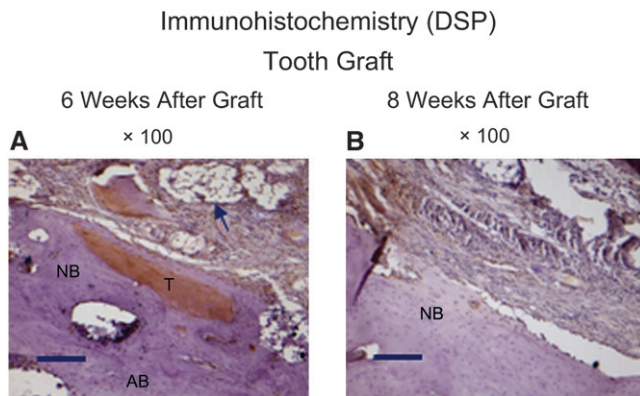 Immunohistochemistry (DSP)
Tooth Graft
6 Weeks After Graft
8 Weeks After Graft
A
× 100
B
× 100
NB
T
AB
NB